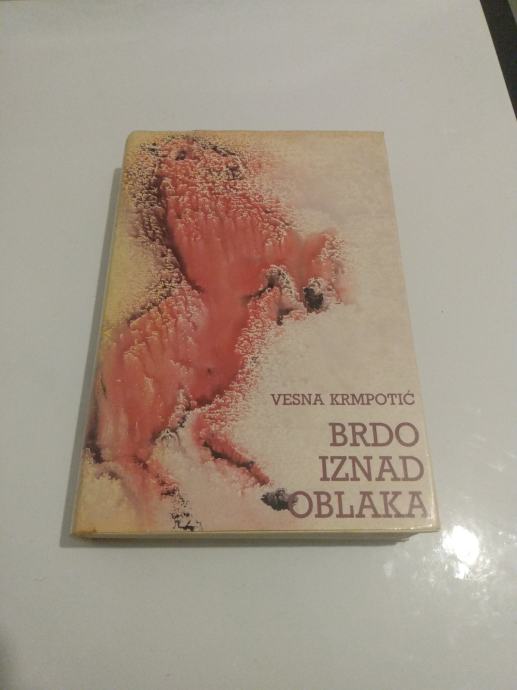 VESNA KRMPOTIĆ
BRDO
IZNAD
OBLAKA